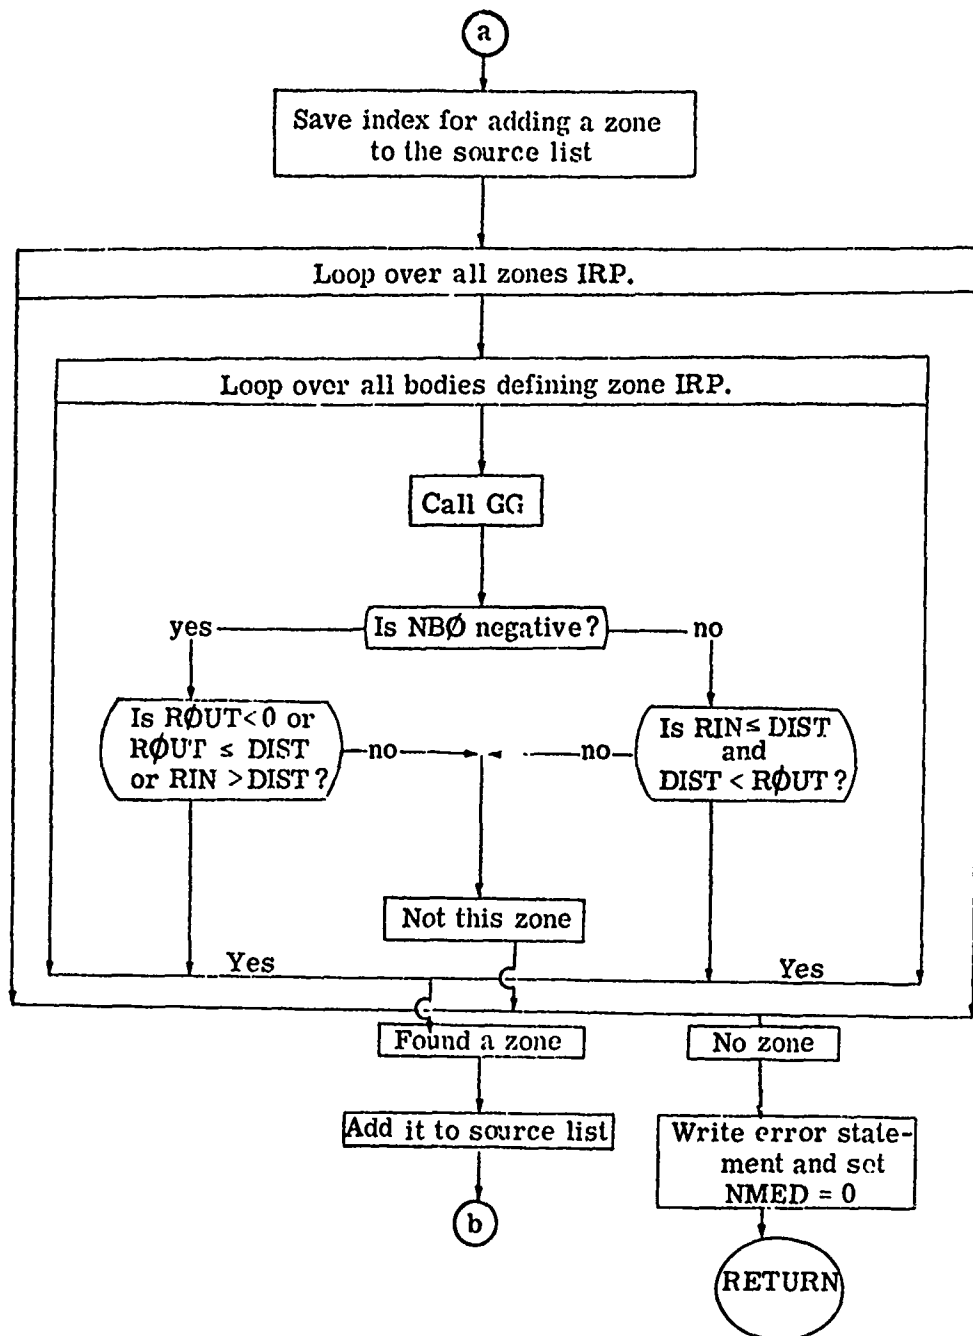 a
Save index for adding a zone
to the source list
Loop over all zones IRP.
Loop over all bodies defining zone IRP.
Call GG
yes
Is NBØ negative?
no
Is RØUT<0 or
RØUT ≤ DIST
or RIN >DIST?
no
no
Is RIN ≤ DIST
and
DIST < RØUT?
Not this zone
Yes
Yes
Found a zone
No zone
Add it to source list
Write error state-
ment and set
NMED = 0
b
RETURN